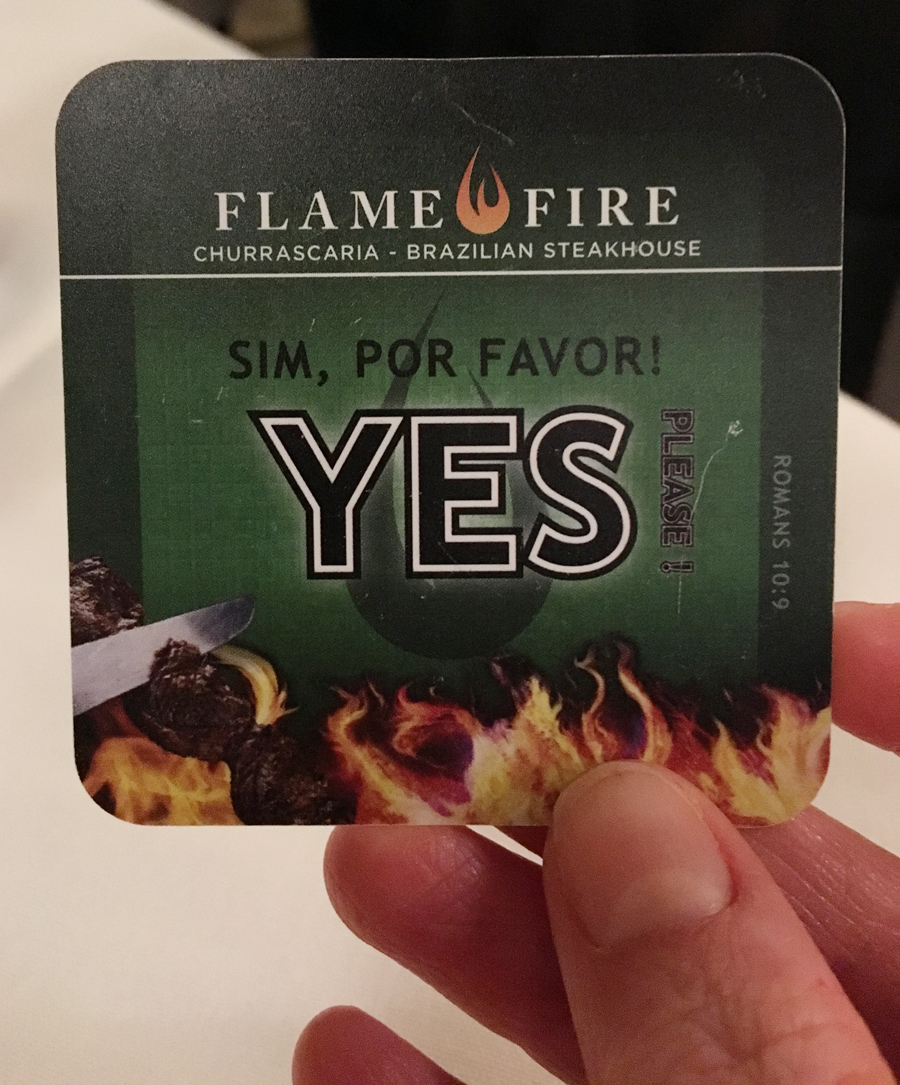 FLAME FIRE
CHURRASCARIA - BRAZILIAN STEAKHOUSE
SIM, POR FAVOR!
YES
PLEASE !
ROMANS 10:9